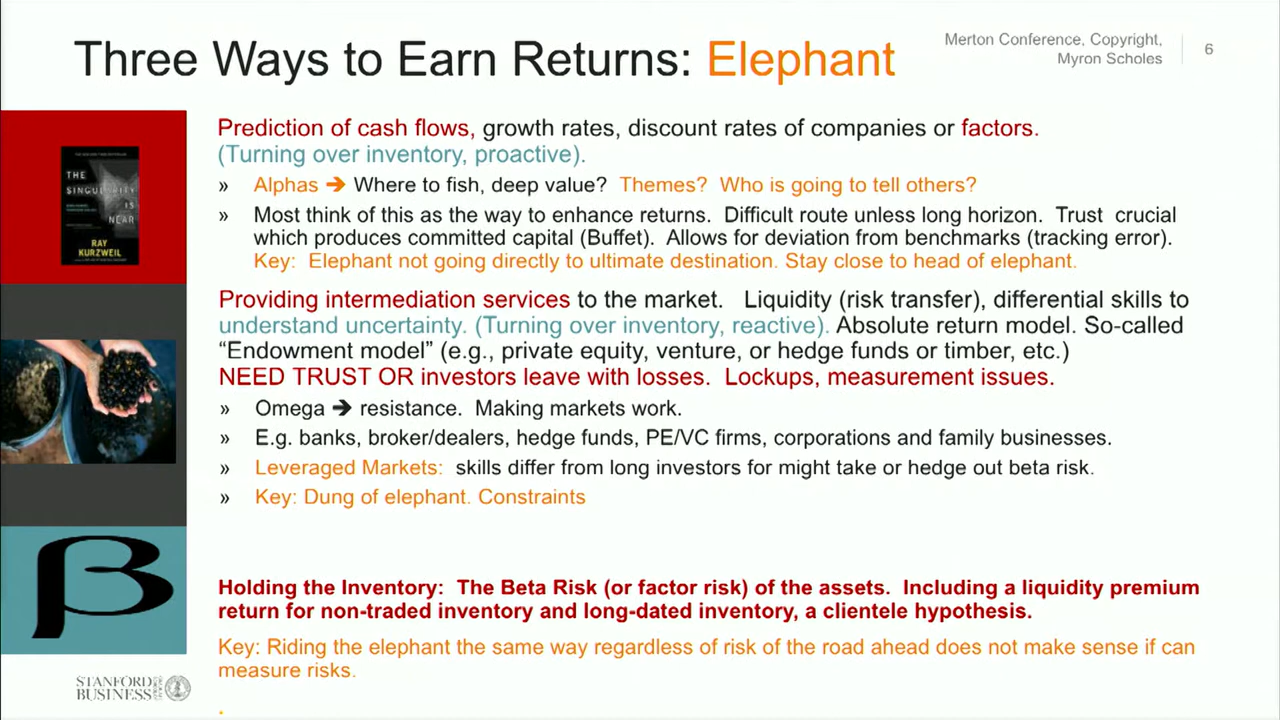 Three Ways to Earn Returns: Elephant
Merton Conference, Copyright,
Myron Scholes
6
Prediction of cash flows, growth rates, discount rates of companies or factors.
(Turning over inventory, proactive).
» Alphas ➔ Where to fish, deep value? Themes? Who is going to tell others?
» Most think of this as the way to enhance returns. Difficult route unless long horizon. Trust crucial
which produces committed capital (Buffet). Allows for deviation from benchmarks (tracking error).
Key: Elephant not going directly to ultimate destination. Stay close to head of elephant.
THE
SINGULARITY
IS
NEAR
RAY
KURZWEIL
Providing intermediation services to the market. Liquidity (risk transfer), differential skills to
understand uncertainty. (Turning over inventory, reactive). Absolute return model. So-called
“Endowment model” (e.g., private equity, venture, or hedge funds or timber, etc.)
NEED TRUST OR investors leave with losses. Lockups, measurement issues.
» Omega ➔ resistance. Making markets work.
» E.g. banks, broker/dealers, hedge funds, PE/VC firms, corporations and family businesses.
» Leveraged Markets: skills differ from long investors for might take or hedge out beta risk.
» Key: Dung of elephant. Constraints
β
Holding the Inventory: The Beta Risk (or factor risk) of the assets. Including a liquidity premium
return for non-traded inventory and long-dated inventory, a clientele hypothesis.
Key: Riding the elephant the same way regardless of risk of the road ahead does not make sense if can
measure risks.
.
STANFORD
BUSINESS